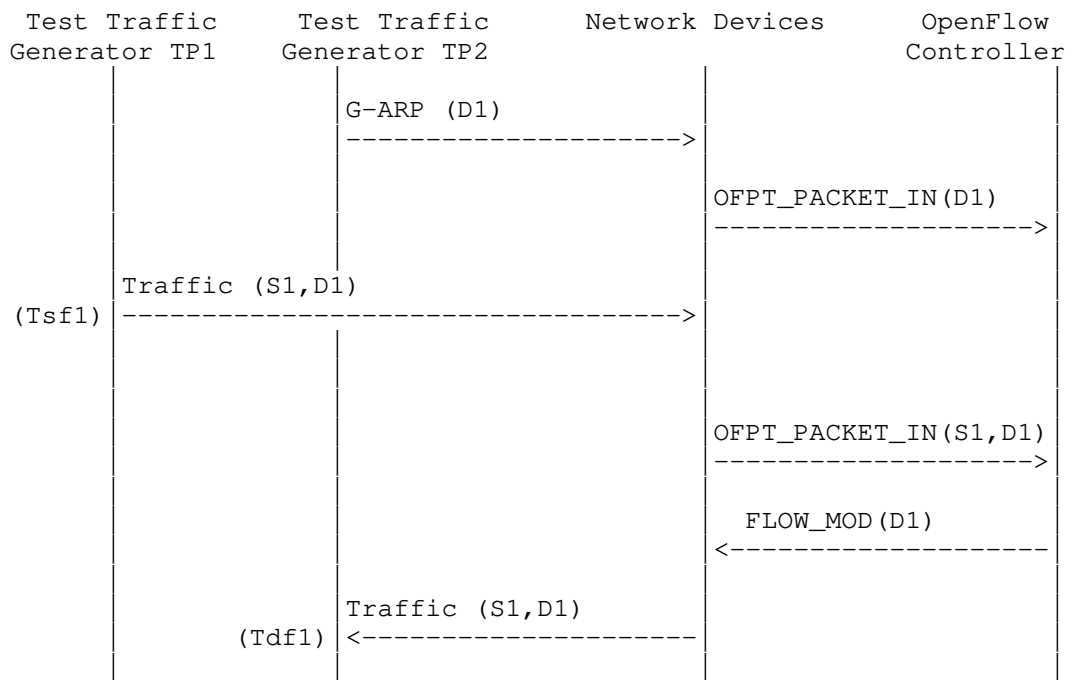 Test Traffic Test Traffic Network Devices OpenFlow
Generator TP1 Generator TP2 Controller
G-ARP (D1)
OFPT_PACKET_IN(D1)
Traffic (S1,D1)
(Tsf1)
OFPT_PACKET_IN(S1,D1)
FLOW_MOD(D1)
Traffic (S1,D1)
(Tdf1)